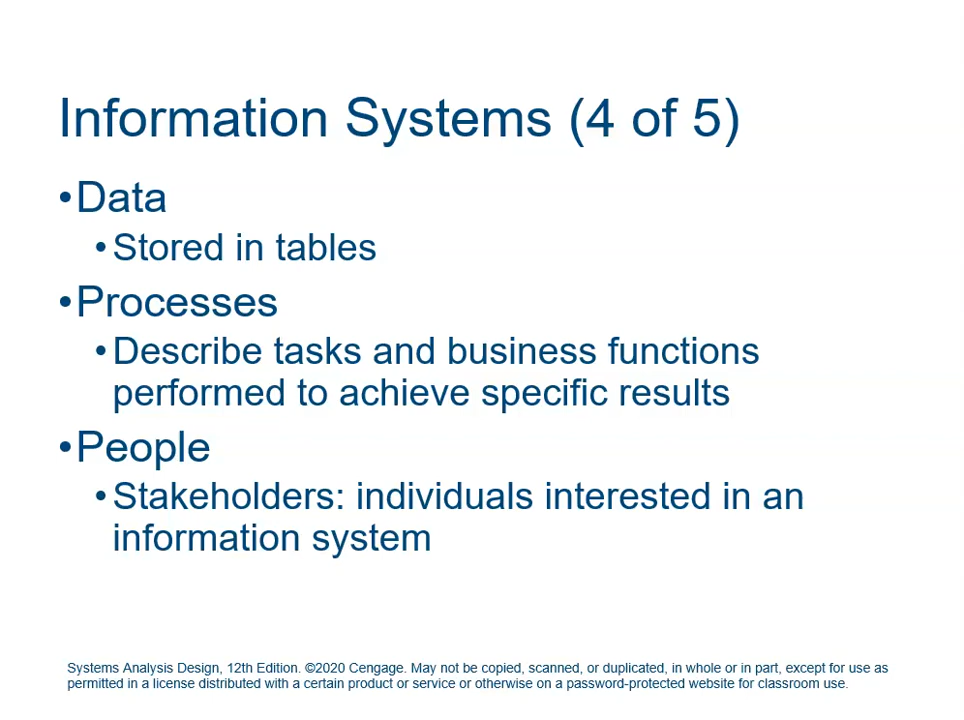 Information Systems (4 of 5)
•Data
•Stored in tables
•Processes
•Describe tasks and business functions
performed to achieve specific results
•People
•Stakeholders: individuals interested in an
information system
Systems Analysis Design, 12th Edition. ©2020 Cengage. May not be copied, scanned, or duplicated, in whole or in part, except for use as
permitted in a license distributed with a certain product or service or otherwise on a password-protected website for classroom use.